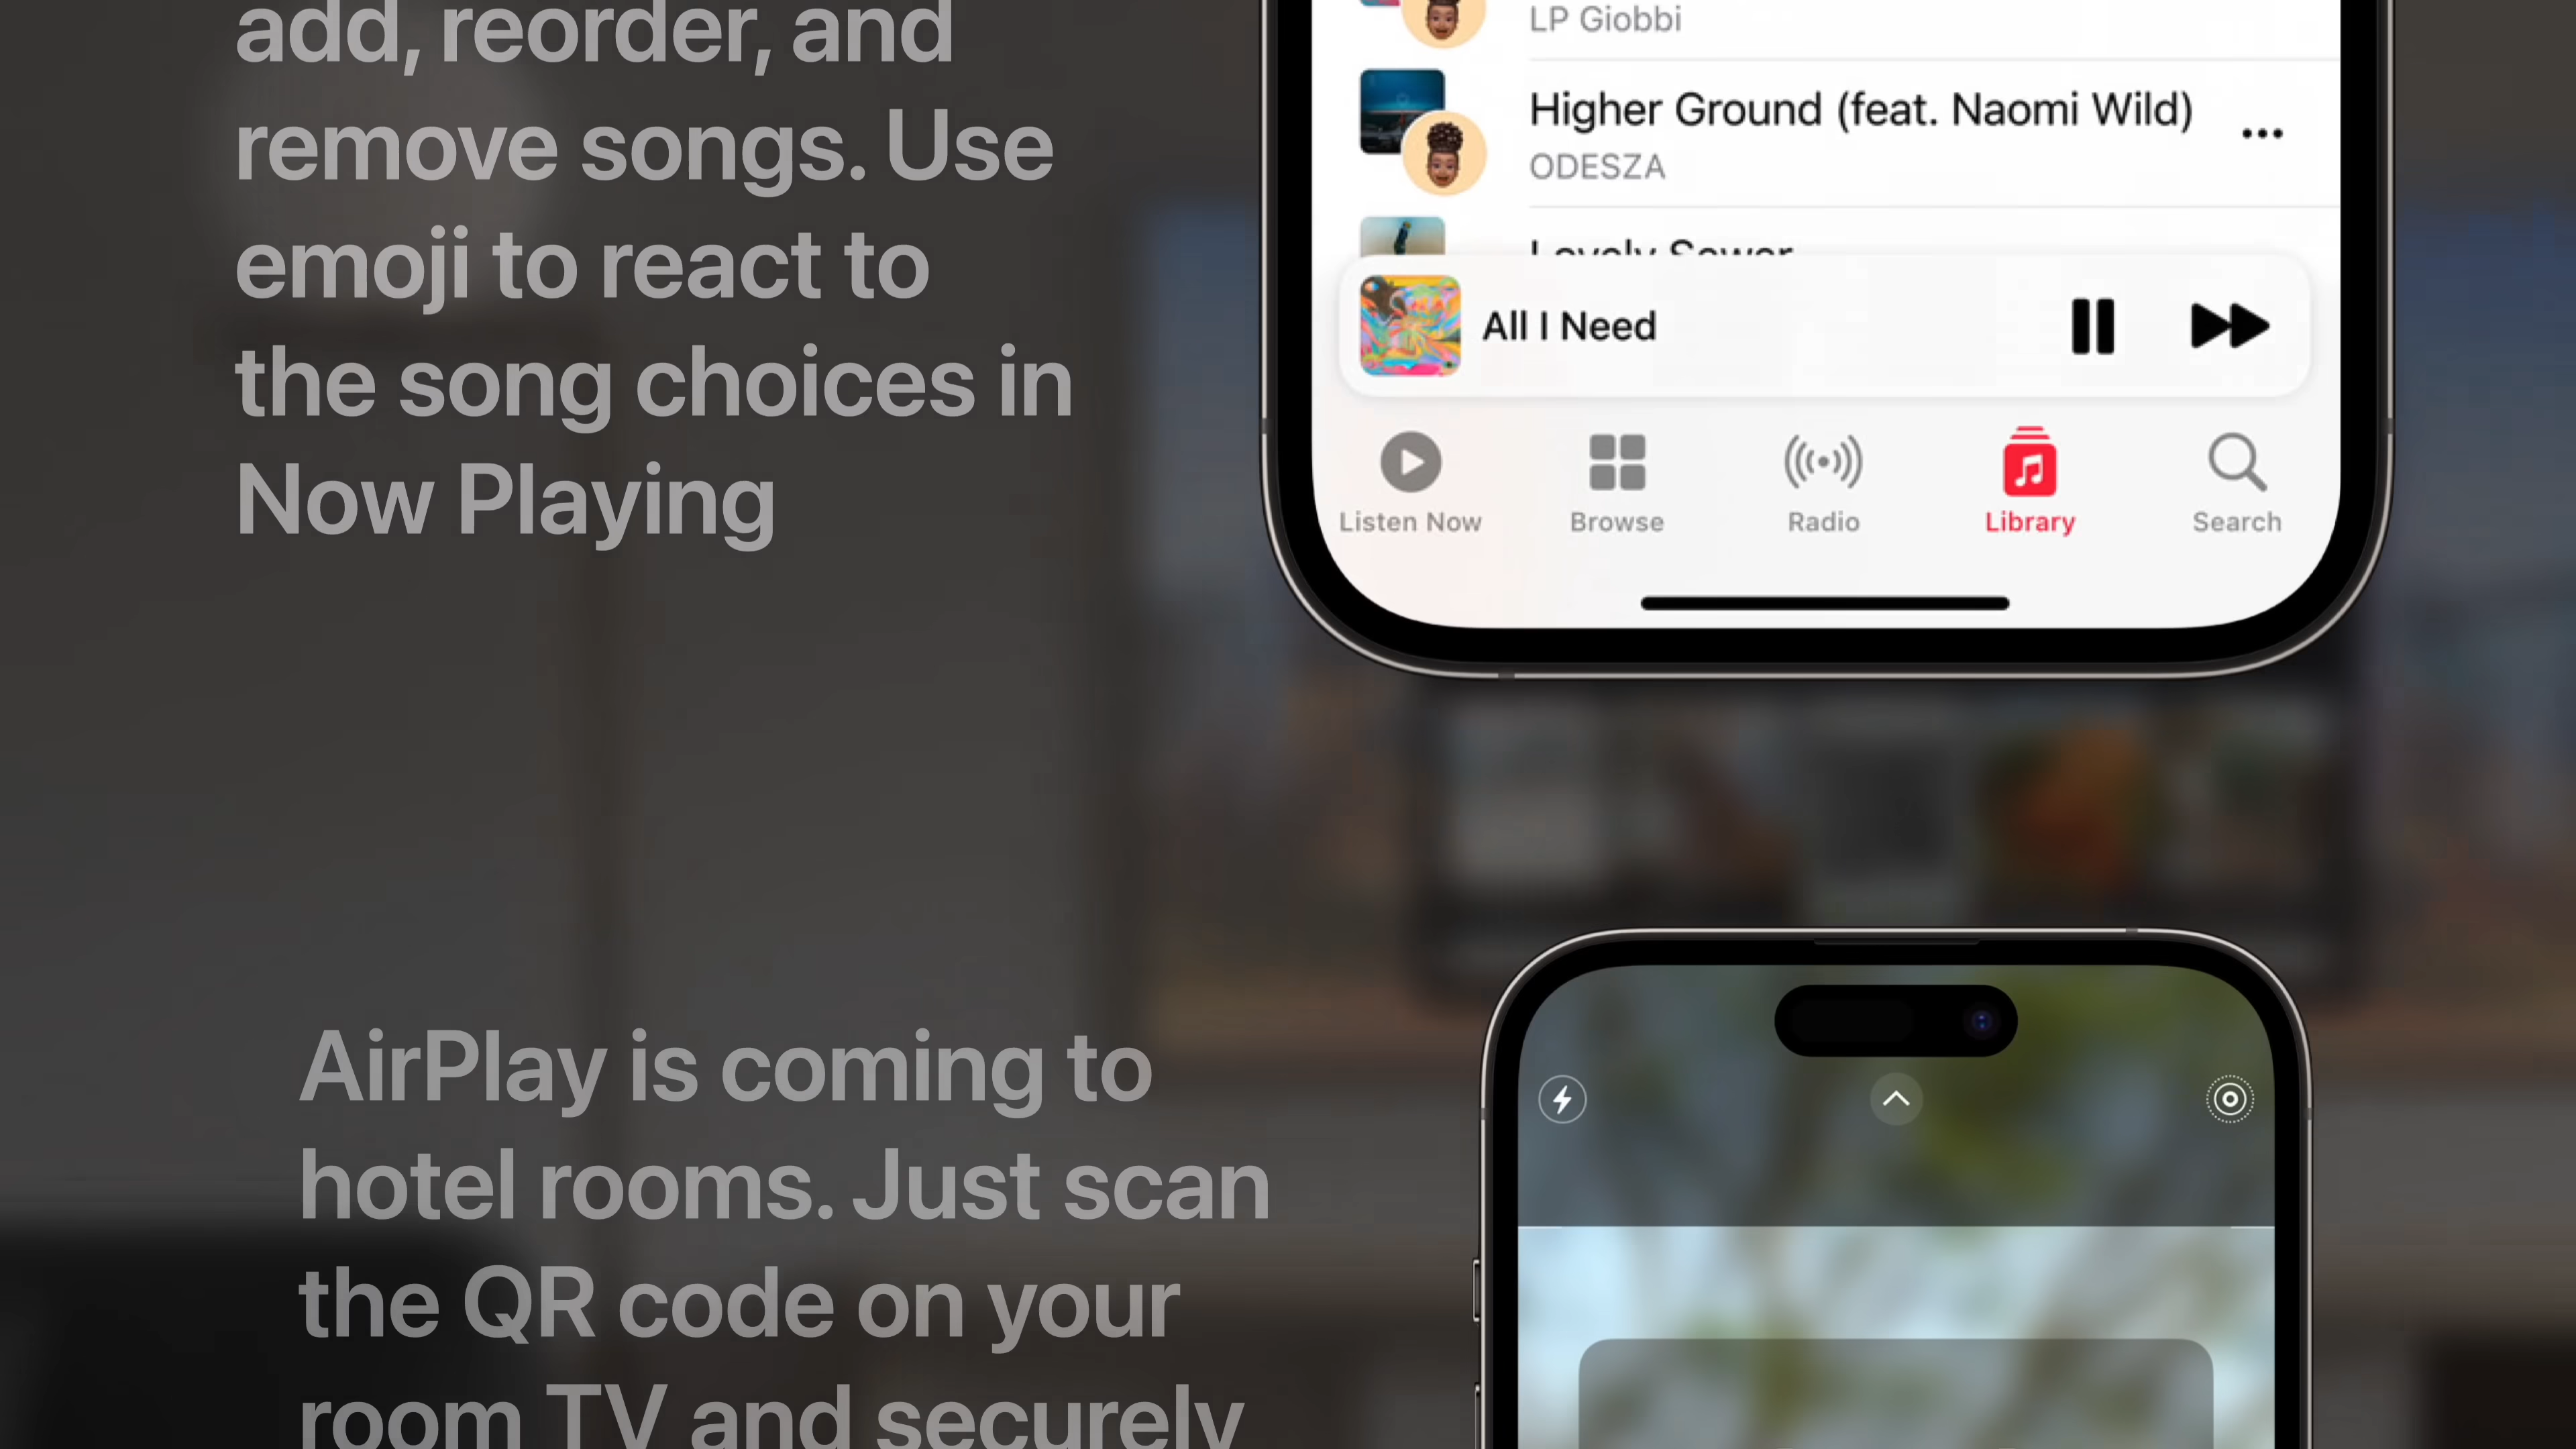 add, reorder, and
remove songs. Use
emoji to react to
the song choices in
Now Playing
LP Giobbi
Higher Ground (feat. Naomi Wild)
ODESZA
Lovely Sewer
All I Need
Listen Now
Browse
Radio
Library
Search
AirPlay is coming to
hotel rooms. Just scan
the QR code on your
room TV and securely